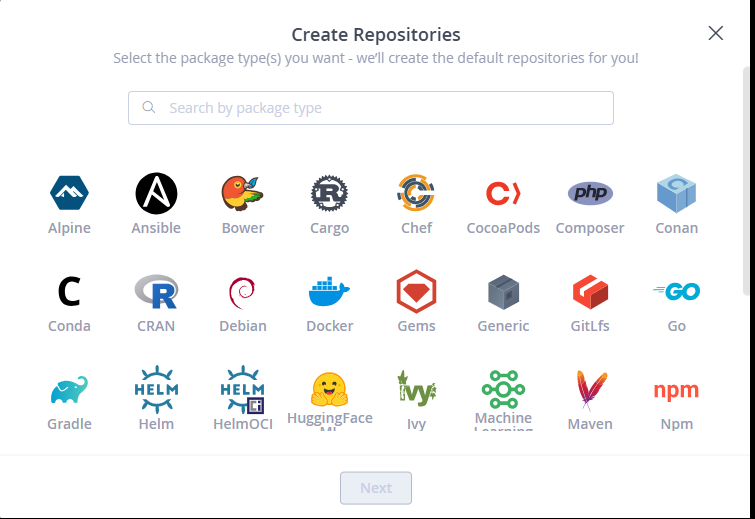 Create Repositories
Select the package type(s) you want - we'll create the default repositories for you!
Search by package type
php
Alpine Ansible Bower Cargo Chef CocoaPods Composer Conan
C R
GO
Conda CRAN Debian Docker Gems Generic GitLfs Go
HELM HELM ivy npm
Gradle Helm HelmOCI HuggingFace Ivy Machine Maven Npm
ML Learning
Next